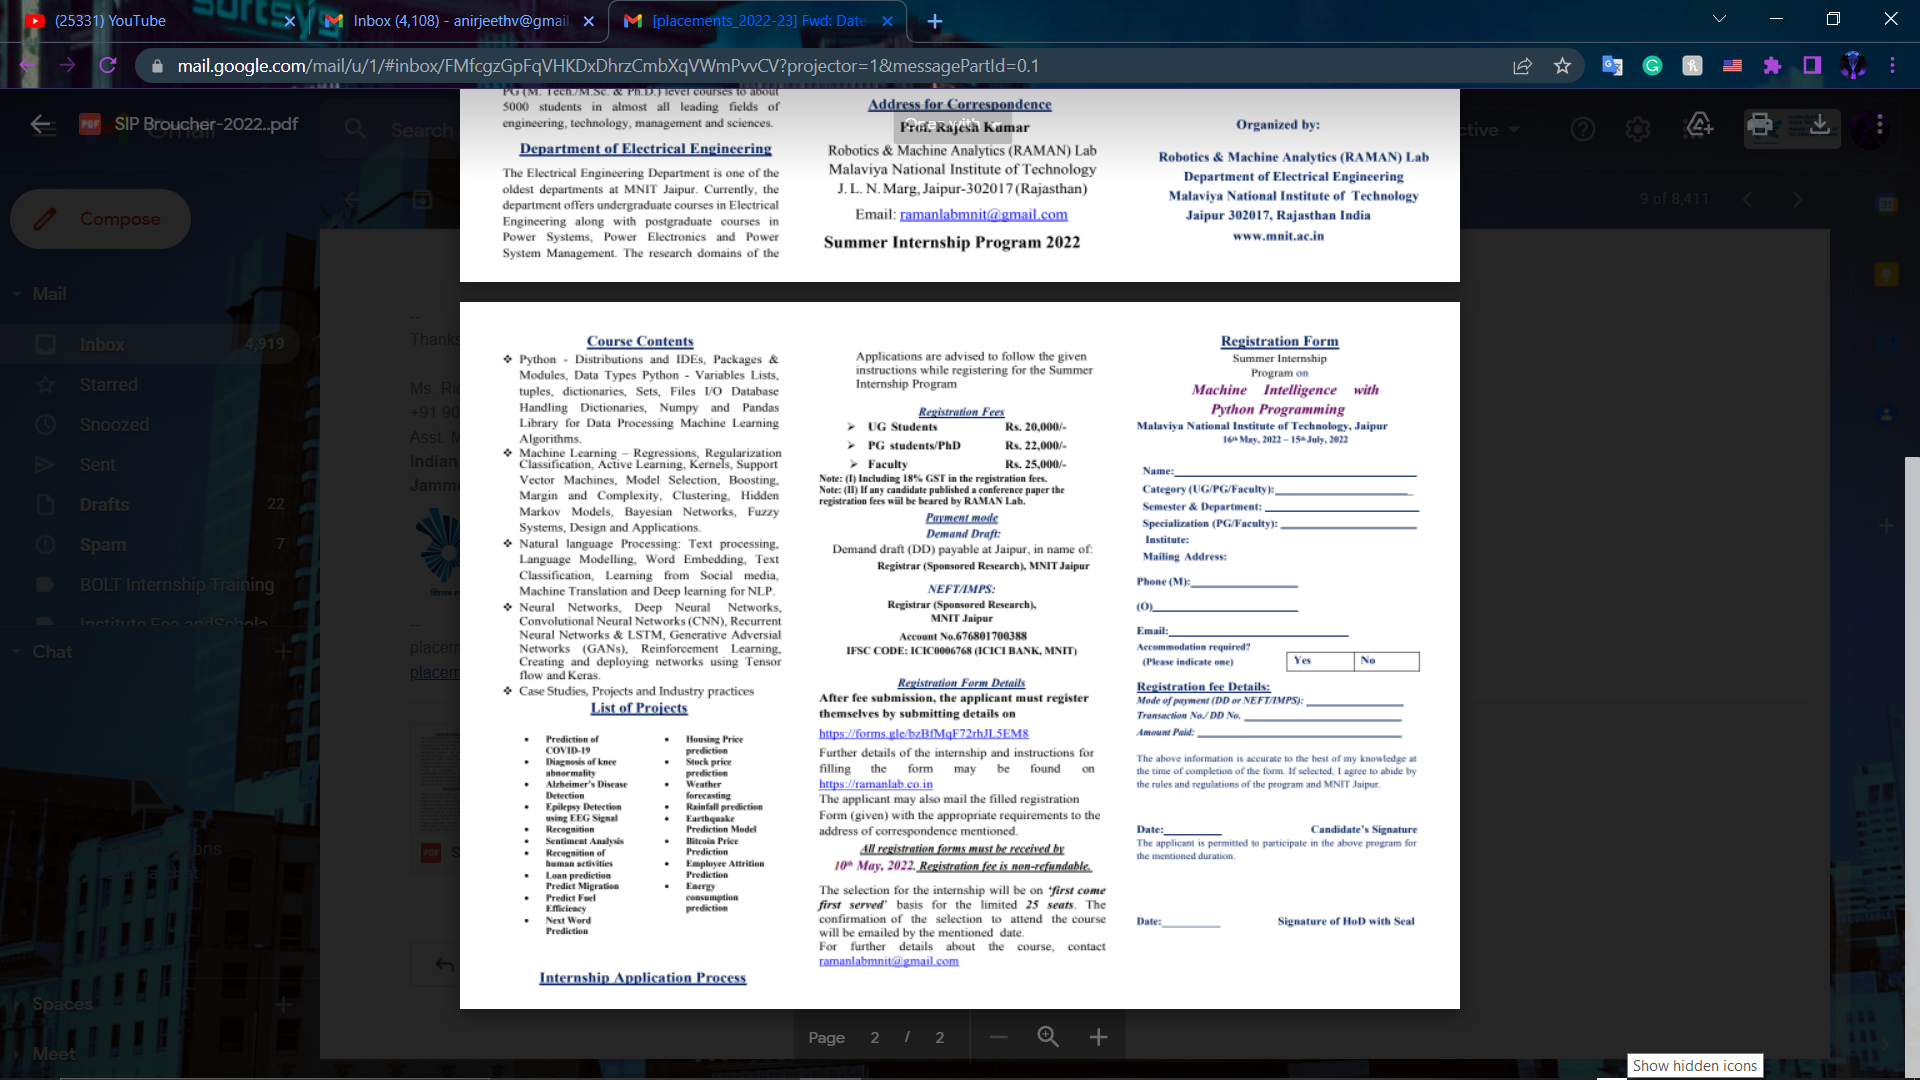 (25331) YouTube
Inbox (4,108) - anirjeethv@gmail
[placements_2022-23] Fwd: Date
mail.google.com/mail/u/1/#inbox/FMfcgzGpFqVHKDxDhrzCmbXqVWmPvvCV?projector=1&messagePartId=0.1
SIP Broucher-2022..pdf
Search
Open with
9 of 8,411
Compose
Mail
Inbox 4,919
Starred
Snoozed
Sent
Drafts 22
Spam 7
BOLT Internship Training
Institute Fee andSchola
Chat
Spaces
Meet
PG (M. Tech./M.Sc. & Ph.D.) level courses to about
5000 students in almost all leading fields of
engineering, technology, management and sciences.
Department of Electrical Engineering
The Electrical Engineering Department is one of the
oldest departments at MNIT Jaipur. Currently, the
department offers undergraduate courses in Electrical
Engineering along with postgraduate courses in
Power Systems, Power Electronics and Power
System Management. The research domains of the
Address for Correspondence
Prof. Rajesh Kumar
Robotics & Machine Analytics (RAMAN) Lab
Malaviya National Institute of Technology
J. L. N. Marg, Jaipur-302017 (Rajasthan)
Email: ramanlabmnit@gmail.com
Summer Internship Program 2022
Organized by:
Robotics & Machine Analytics (RAMAN) Lab
Department of Electrical Engineering
Malaviya National Institute of Technology
Jaipur 302017, Rajasthan India
www.mnit.ac.in
Course Contents
❖ Python - Distributions and IDEs, Packages &
Modules, Data Types Python - Variables Lists,
tuples, dictionaries, Sets, Files I/O Database
Handling Dictionaries, Numpy and Pandas
Library for Data Processing Machine Learning
Algorithms.
❖ Machine Learning – Regressions, Regularization
Classification, Active Learning, Kernels, Support
Vector Machines, Model Selection, Boosting,
Margin and Complexity, Clustering, Hidden
Markov Models, Bayesian Networks, Fuzzy
Systems, Design and Applications.
❖ Natural language Processing: Text processing,
Language Modelling, Word Embedding, Text
Classification, Learning from Social media,
Machine Translation and Deep learning for NLP.
❖ Neural Networks, Deep Neural Networks,
Convolutional Neural Networks (CNN), Recurrent
Neural Networks & LSTM, Generative Adversial
Networks (GANs), Reinforcement Learning,
Creating and deploying networks using Tensor
flow and Keras.
❖ Case Studies, Projects and Industry practices
List of Projects
• Prediction of
COVID-19
• Diagnosis of knee
abnormality
• Alzheimer's Disease
Detection
• Epilepsy Detection
using EEG Signal
• Recognition
• Sentiment Analysis
• Recognition of
human activities
• Loan prediction
Predict Migration
• Predict Fuel
Efficiency
• Next Word
Prediction
• Housing Price
prediction
• Stock price
prediction
• Weather
forecasting
• Rainfall prediction
• Earthquake
Prediction Model
• Bitcoin Price
Prediction
• Employee Attrition
Prediction
• Energy
consumption
prediction
Internship Application Process
Applications are advised to follow the given
instructions while registering for the Summer
Internship Program
Registration Fees
➢ UG Students Rs. 20,000/-
➢ PG students/PhD Rs. 22,000/-
➢ Faculty Rs. 25,000/-
Note: (I) Including 18% GST in the registration fees.
Note: (II) If any candidate published a conference paper the
registration fees wiil be beared by RAMAN Lab.
Payment mode
Demand Draft:
Demand draft (DD) payable at Jaipur, in name of:
Registrar (Sponsored Research), MNIT Jaipur
NEFT/IMPS:
Registrar (Sponsored Research),
MNIT Jaipur
Account No.676801700388
IFSC CODE: ICIC0006768 (ICICI BANK, MNIT)
Registration Form Details
After fee submission, the applicant must register
themselves by submitting details on
https://forms.gle/bzBfMqF72rhJL5EM8
Further details of the internship and instructions for
filling the form may be found on
https://ramanlab.co.in
The applicant may also mail the filled registration
Form (given) with the appropriate requirements to the
address of correspondence mentioned.
All registration forms must be received by
10th May, 2022. Registration fee is non-refundable.
The selection for the internship will be on 'first come
first served' basis for the limited 25 seats. The
confirmation of the selection to attend the course
will be emailed by the mentioned date.
For further details about the course, contact
ramanlabmnit@gmail.com
Registration Form
Summer Internship
Program on
Machine Intelligence with
Python Programming
Malaviya National Institute of Technology, Jaipur
16th May, 2022 – 15th July, 2022
Name:
Category (UG/PG/Faculty):
Semester & Department:
Specialization (PG/Faculty):
Institute:
Mailing Address:
Phone (M):
(O)
Email:
Accommodation required?
(Please indicate one) Yes No
Registration fee Details:
Mode of payment (DD or NEFT/IMPS):
Transaction No./ DD No.
Amount Paid:
The above information is accurate to the best of my knowledge at
the time of completion of the form. If selected, I agree to abide by
the rules and regulations of the program and MNIT Jaipur.
Date: Candidate's Signature
The applicant is permitted to participate in the above program for
the mentioned duration.
Date: Signature of HoD with Seal
Page 2 / 2
Show hidden icons